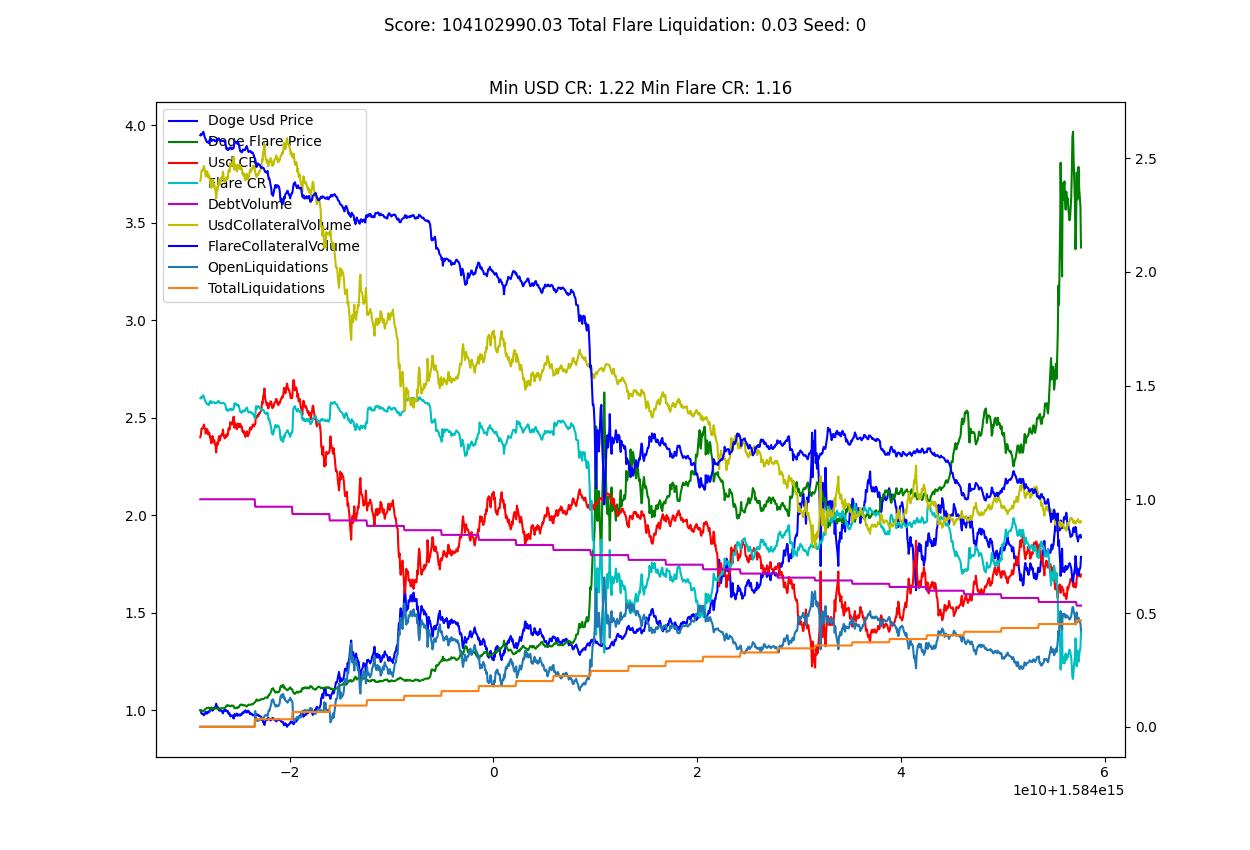 Score: 104102990.03 Total Flare Liquidation: 0.03 Seed: 0
Min USD CR: 1.22 Min Flare CR: 1.16
Doge Usd Price
Doge Flare Price
Usd CR
Flare CR
DebtVolume
UsdCollateralVolume
FlareCollateralVolume
OpenLiquidations
TotalLiquidations
4.0
3.5
3.0
2.5
2.0
1.5
1.0
2.5
2.0
1.5
1.0
0.5
0.0
−2
0
2
4
6
1e10+1.584e15